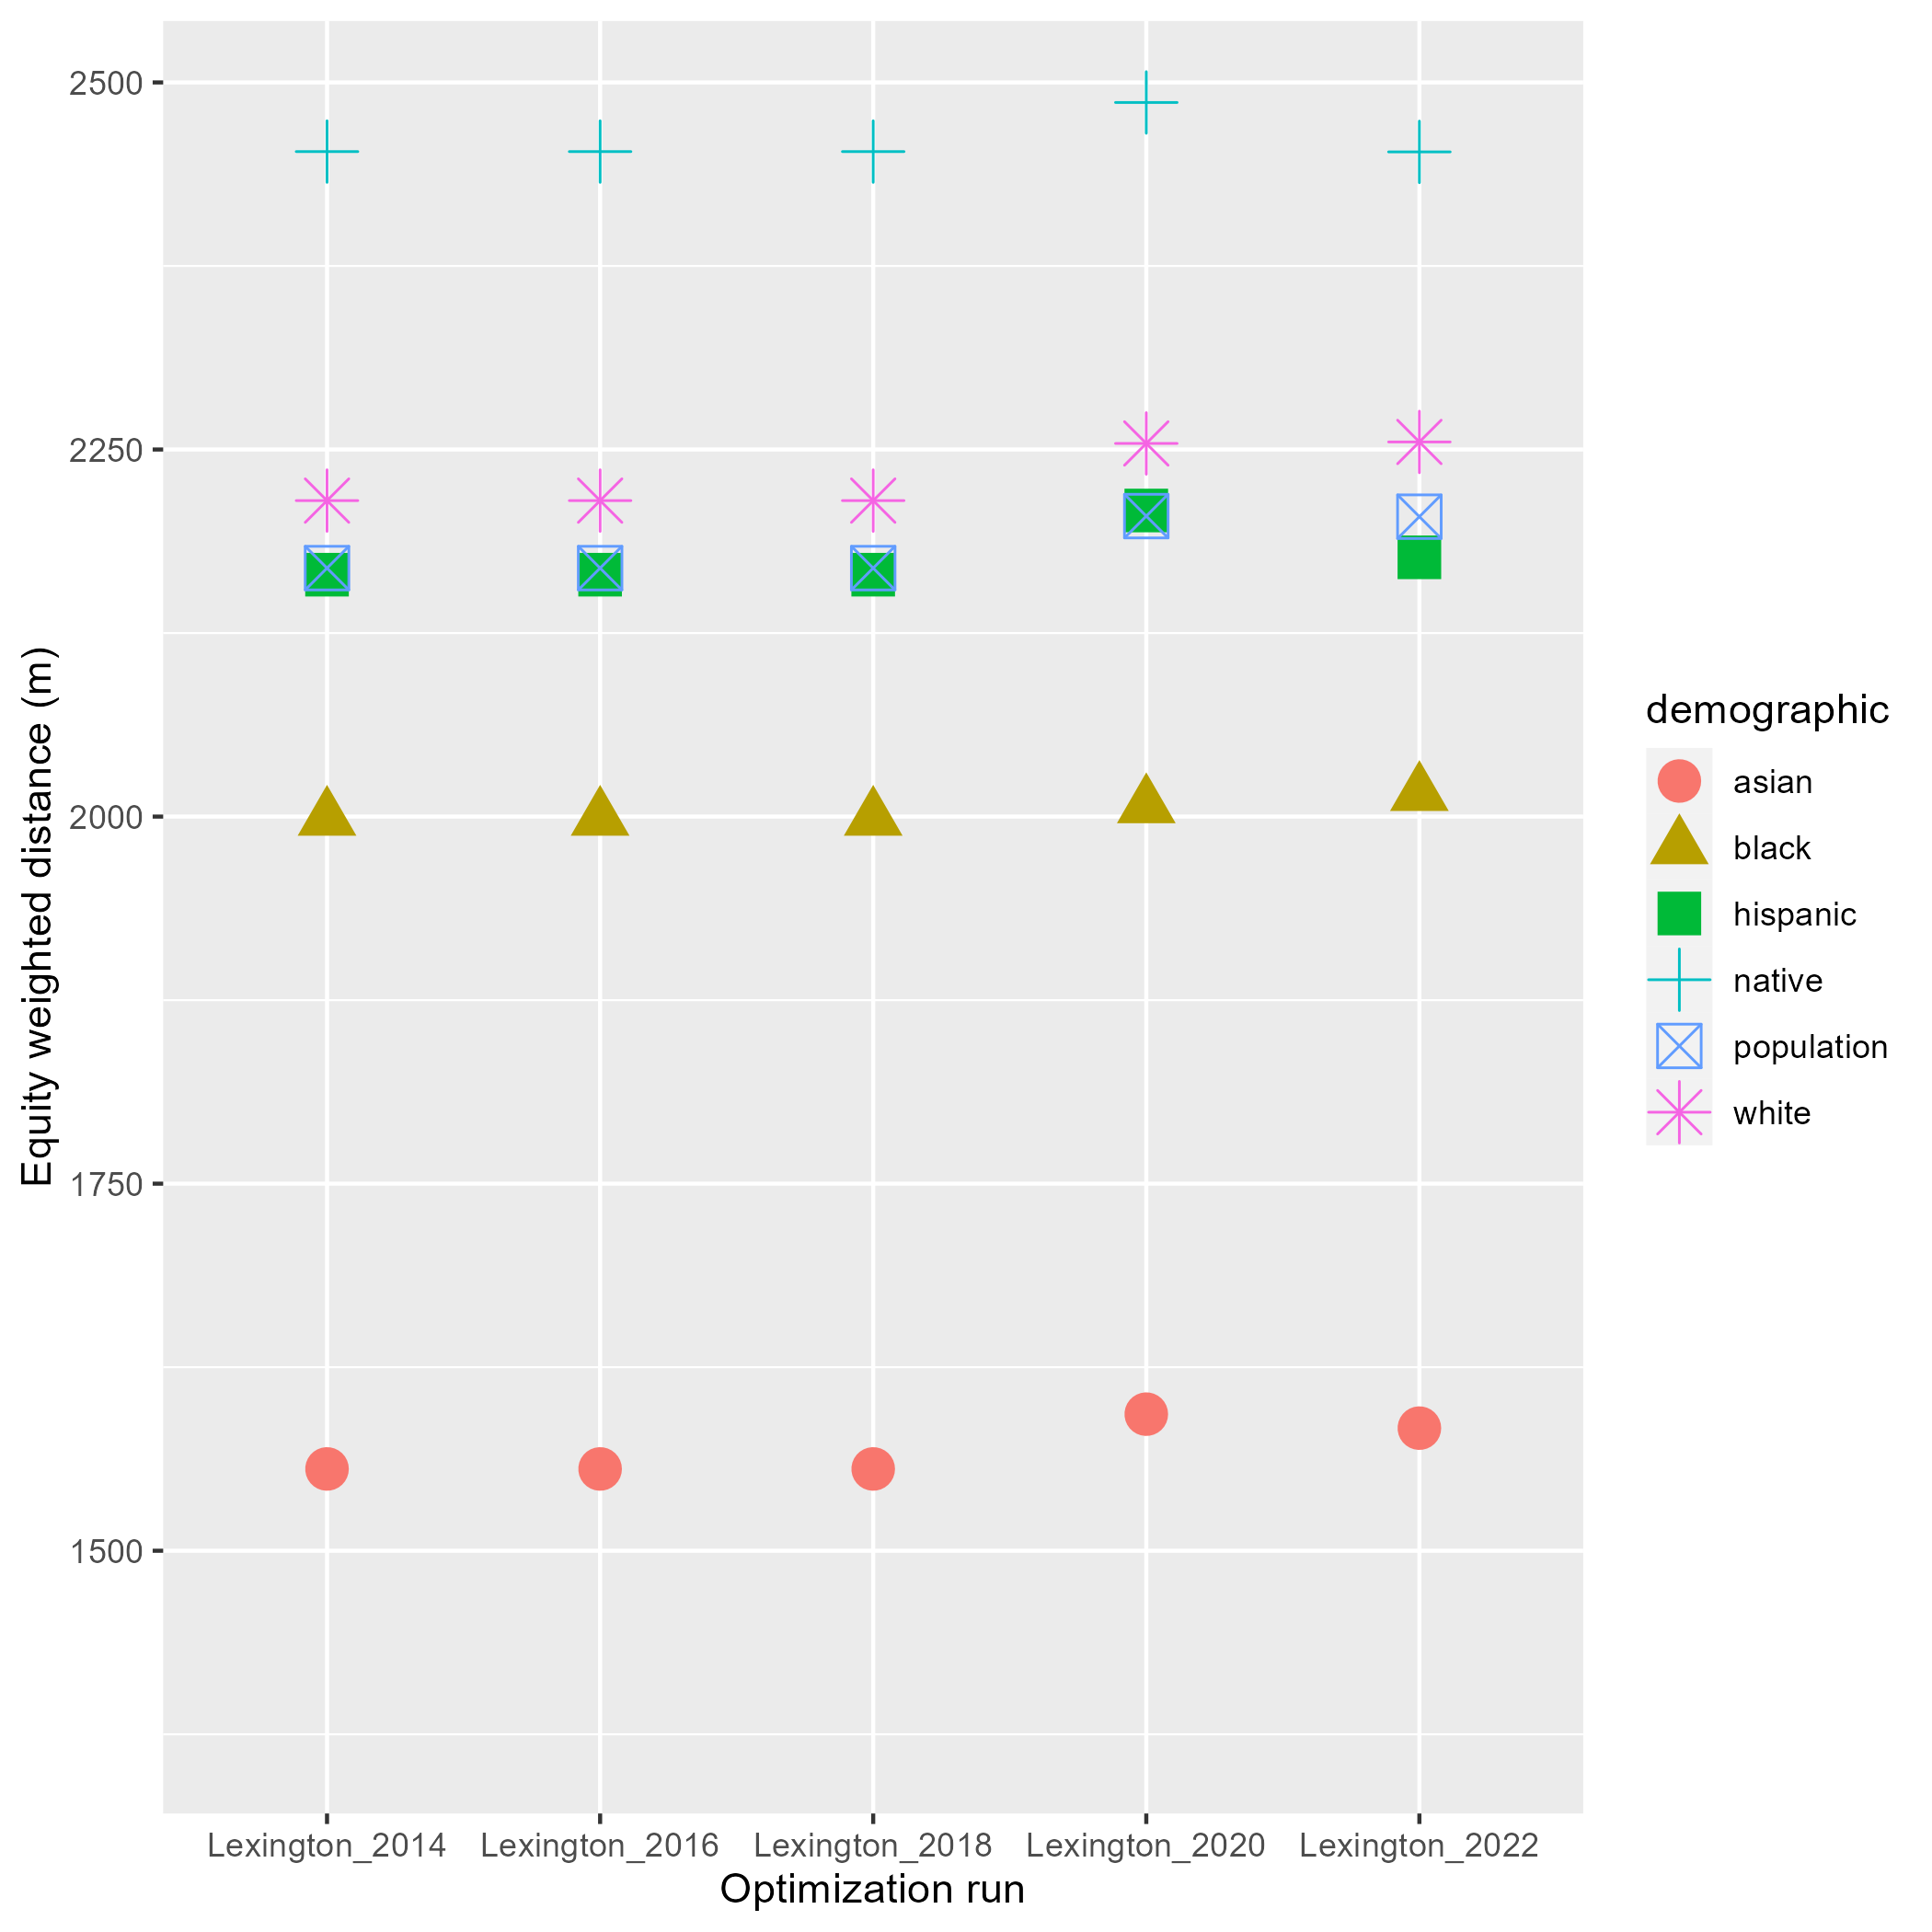 2500
2250
2000
1750
1500
Equity weighted distance (m)
Lexington_2014 Lexington_2016 Lexington_2018 Lexington_2020 Lexington_2022
Optimization run
demographic
asian
black
hispanic
native
population
white